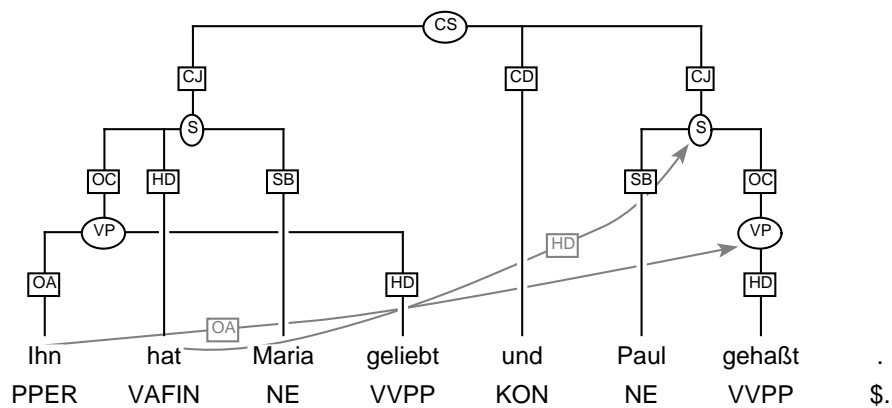 CS
CJ CD CJ
S S
OC HD SB SB OC
VP HD VP
OA HD HD
OA
Ihn hat Maria geliebt und Paul gehaßt .
PPER VAFIN NE VVPP KON NE VVPP $.